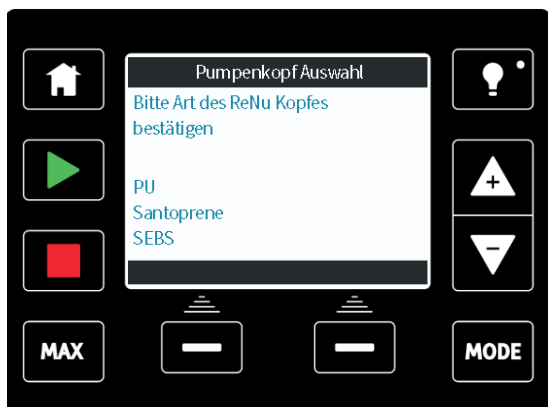 Pumpenkopf Auswahl
Bitte Art des ReNu Kopfes
bestätigen
PU
Santoprene
SEBS
+
−
MAX
MODE